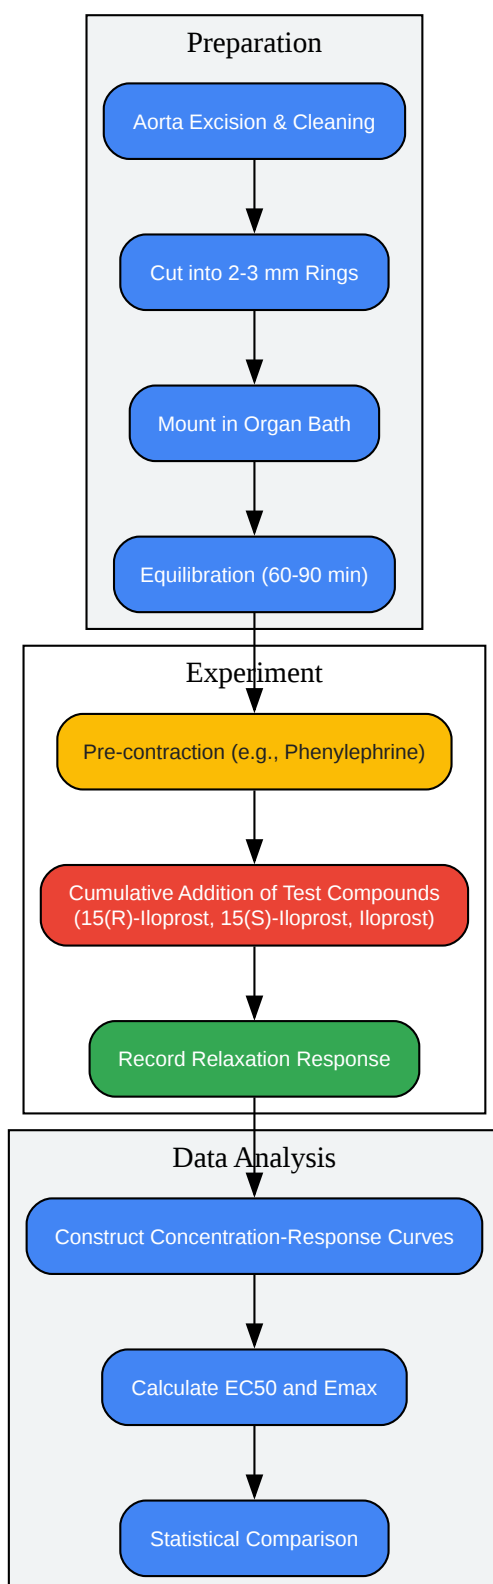 Preparation
Aorta Excision & Cleaning
Cut into 2-3 mm Rings
Mount in Organ Bath
Equilibration (60-90 min)
Experiment
Pre-contraction (e.g., Phenylephrine)
Cumulative Addition of Test Compounds
(15(R)-Iloprost, 15(S)-Iloprost, Iloprost)
Record Relaxation Response
Data Analysis
Construct Concentration-Response Curves
Calculate EC50 and Emax
Statistical Comparison